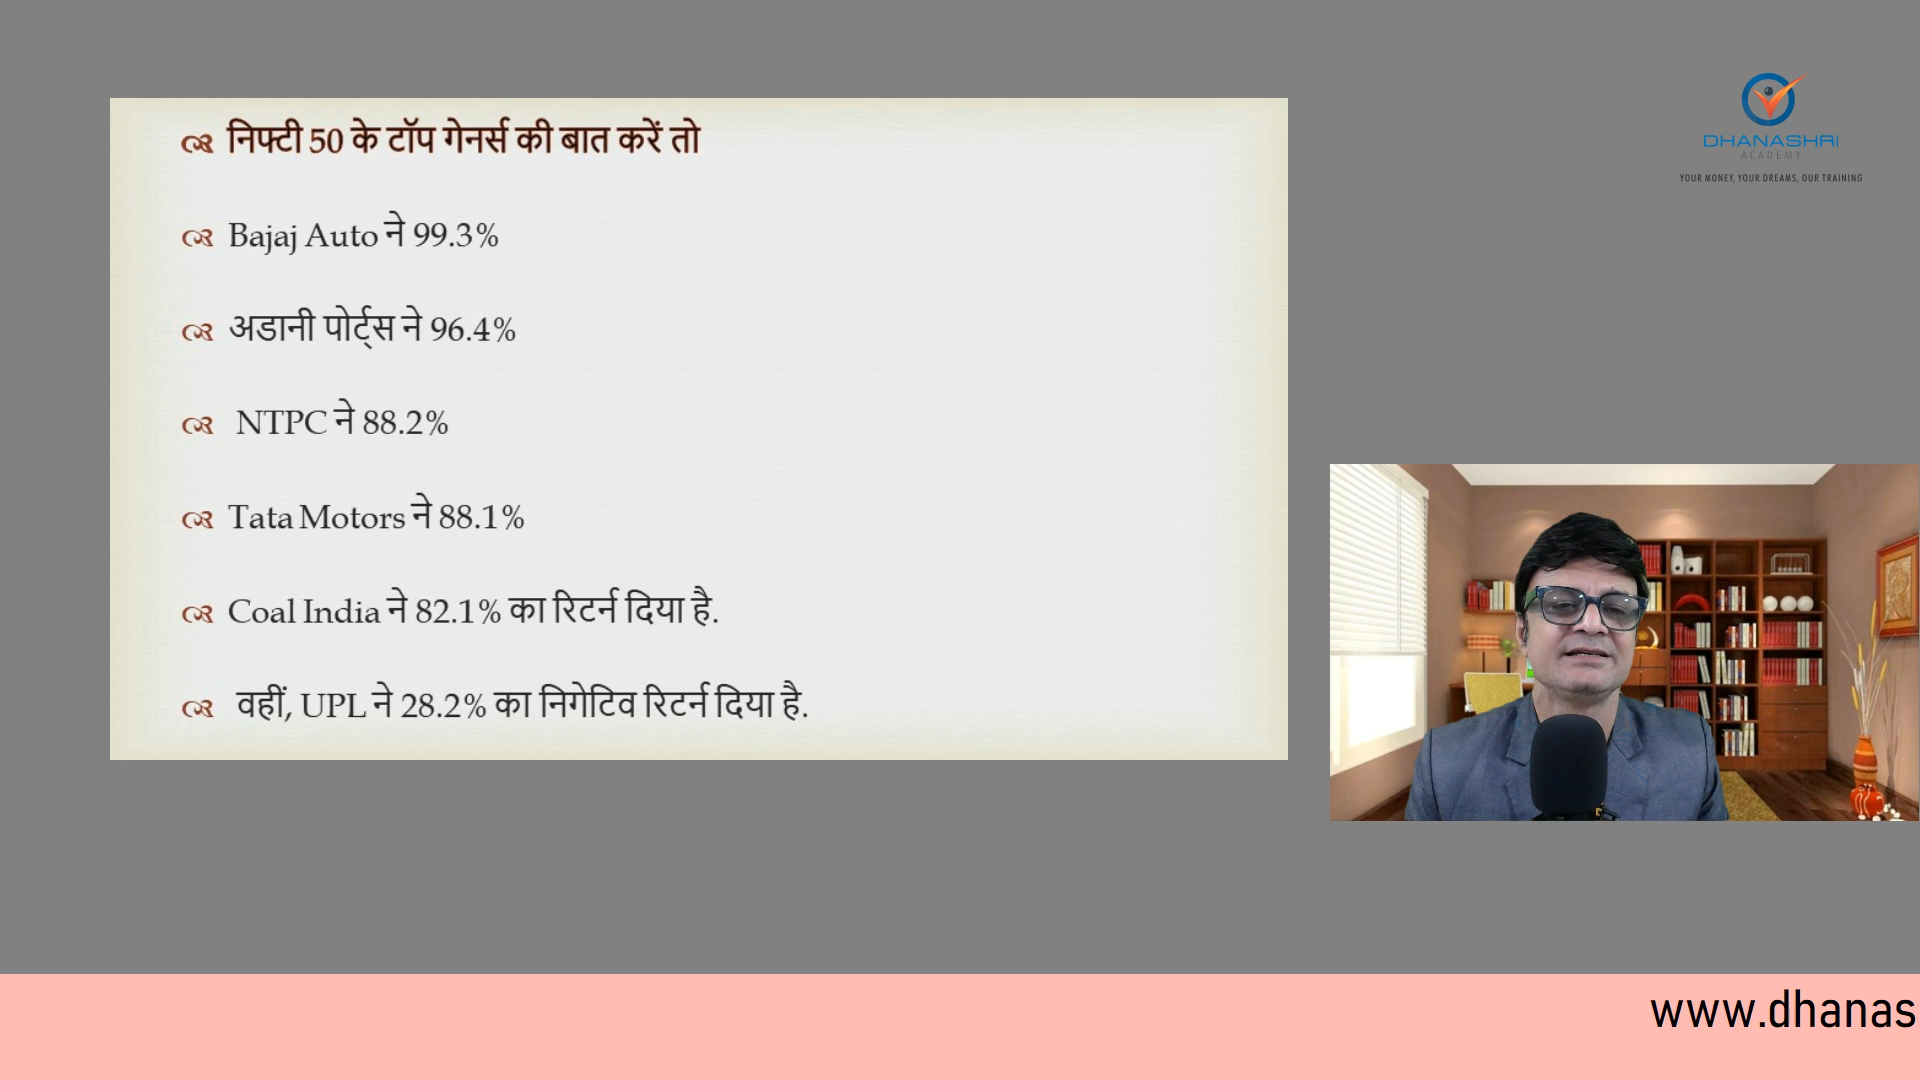 निफ्टी 50 के टॉप गेनर्स की बात करें तो
Bajaj Auto ने 99.3%
अडानी पोर्ट्स ने 96.4%
NTPC ने 88.2%
Tata Motors ने 88.1%
Coal India ने 82.1% का रिटर्न दिया है.
वहीं, UPL ने 28.2% का निगेटिव रिटर्न दिया है.
DHANASHRI
ACADEMY
YOUR MONEY, YOUR DREAMS, OUR TRAINING
www.dhanas